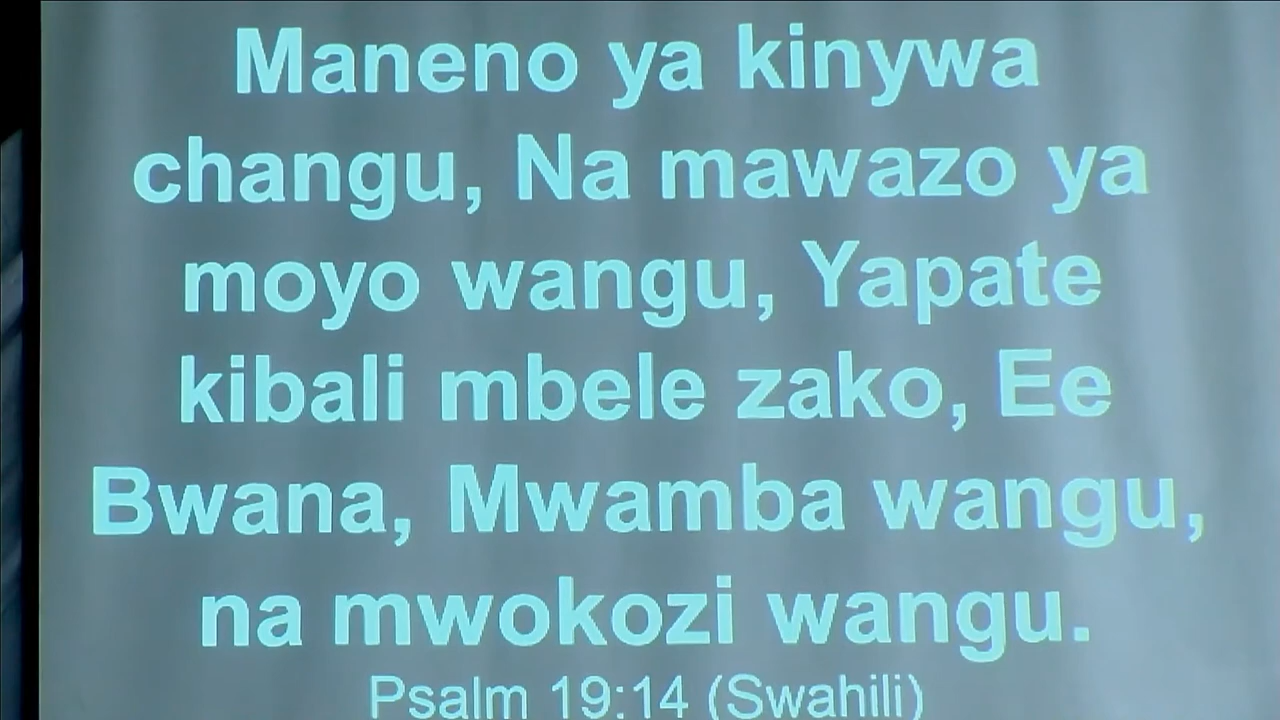 Maneno ya kinywa
changu, Na mawazo ya
moyo wangu, Yapate
kibali mbele zako, Ee
Bwana, Mwamba wangu,
na mwokozi wangu.
Psalm 19:14 (Swahili)